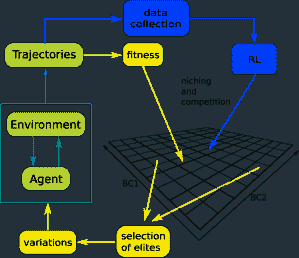 data
collection
Trajectories
fitness
RL
niching
and
competition
Environment
Agent
BC1
BC2
variations
selection
of elites